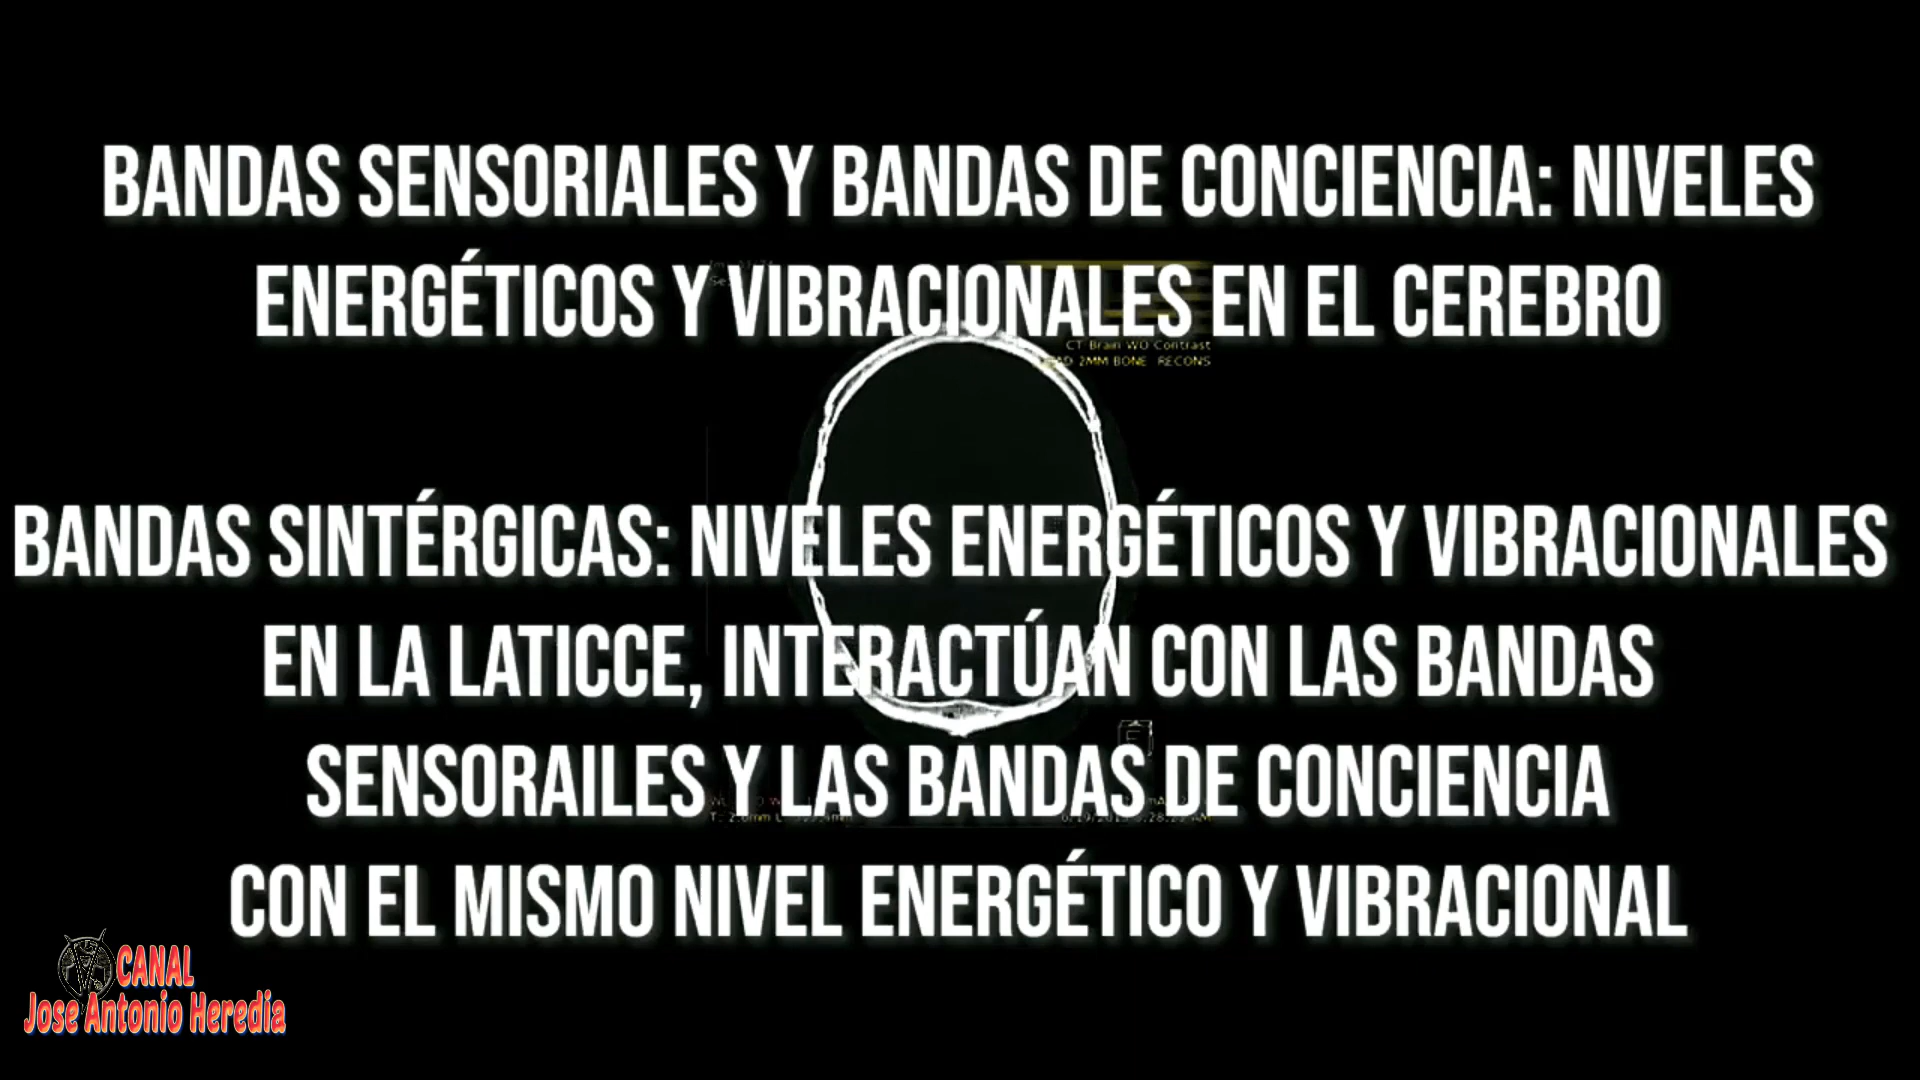 BANDAS SENSORIALES Y BANDAS DE CONCIENCIA: NIVELES
ENERGÉTICOS Y VIBRACIONALES EN EL CEREBRO
CT Brain WO Contrast
2MM BONE RECONS
BANDAS SINTÉRGICAS: NIVELES ENERGÉTICOS Y VIBRACIONALES
EN LA LATICCE, INTERACTÚAN CON LAS BANDAS
SENSORAILES Y LAS BANDAS DE CONCIENCIA
CON EL MISMO NIVEL ENERGÉTICO Y VIBRACIONAL
CANAL
Jose Antonio Heredia